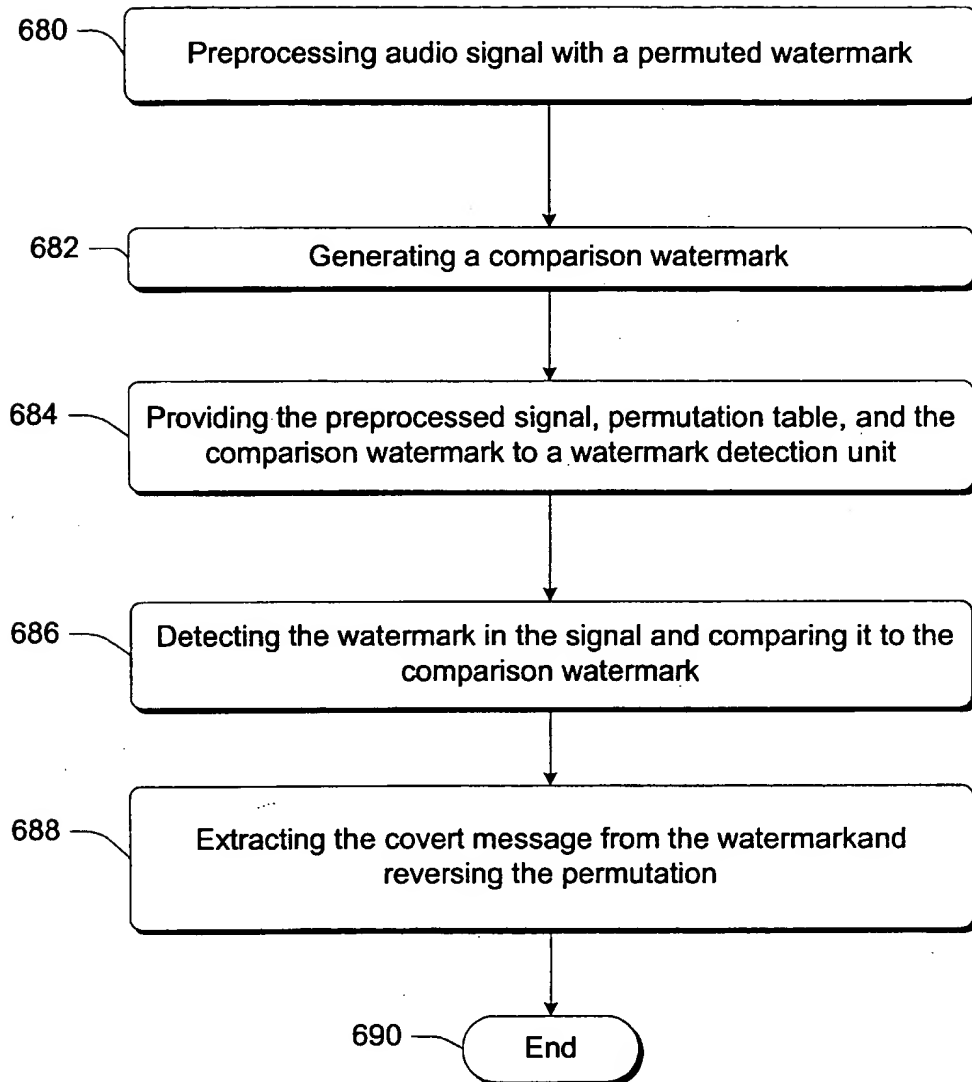 680
Preprocessing audio signal with a permuted watermark
682
Generating a comparison watermark
684
Providing the preprocessed signal, permutation table, and the
comparison watermark to a watermark detection unit
686
Detecting the watermark in the signal and comparing it to the
comparison watermark
688
Extracting the covert message from the watermarkand
reversing the permutation
690
End